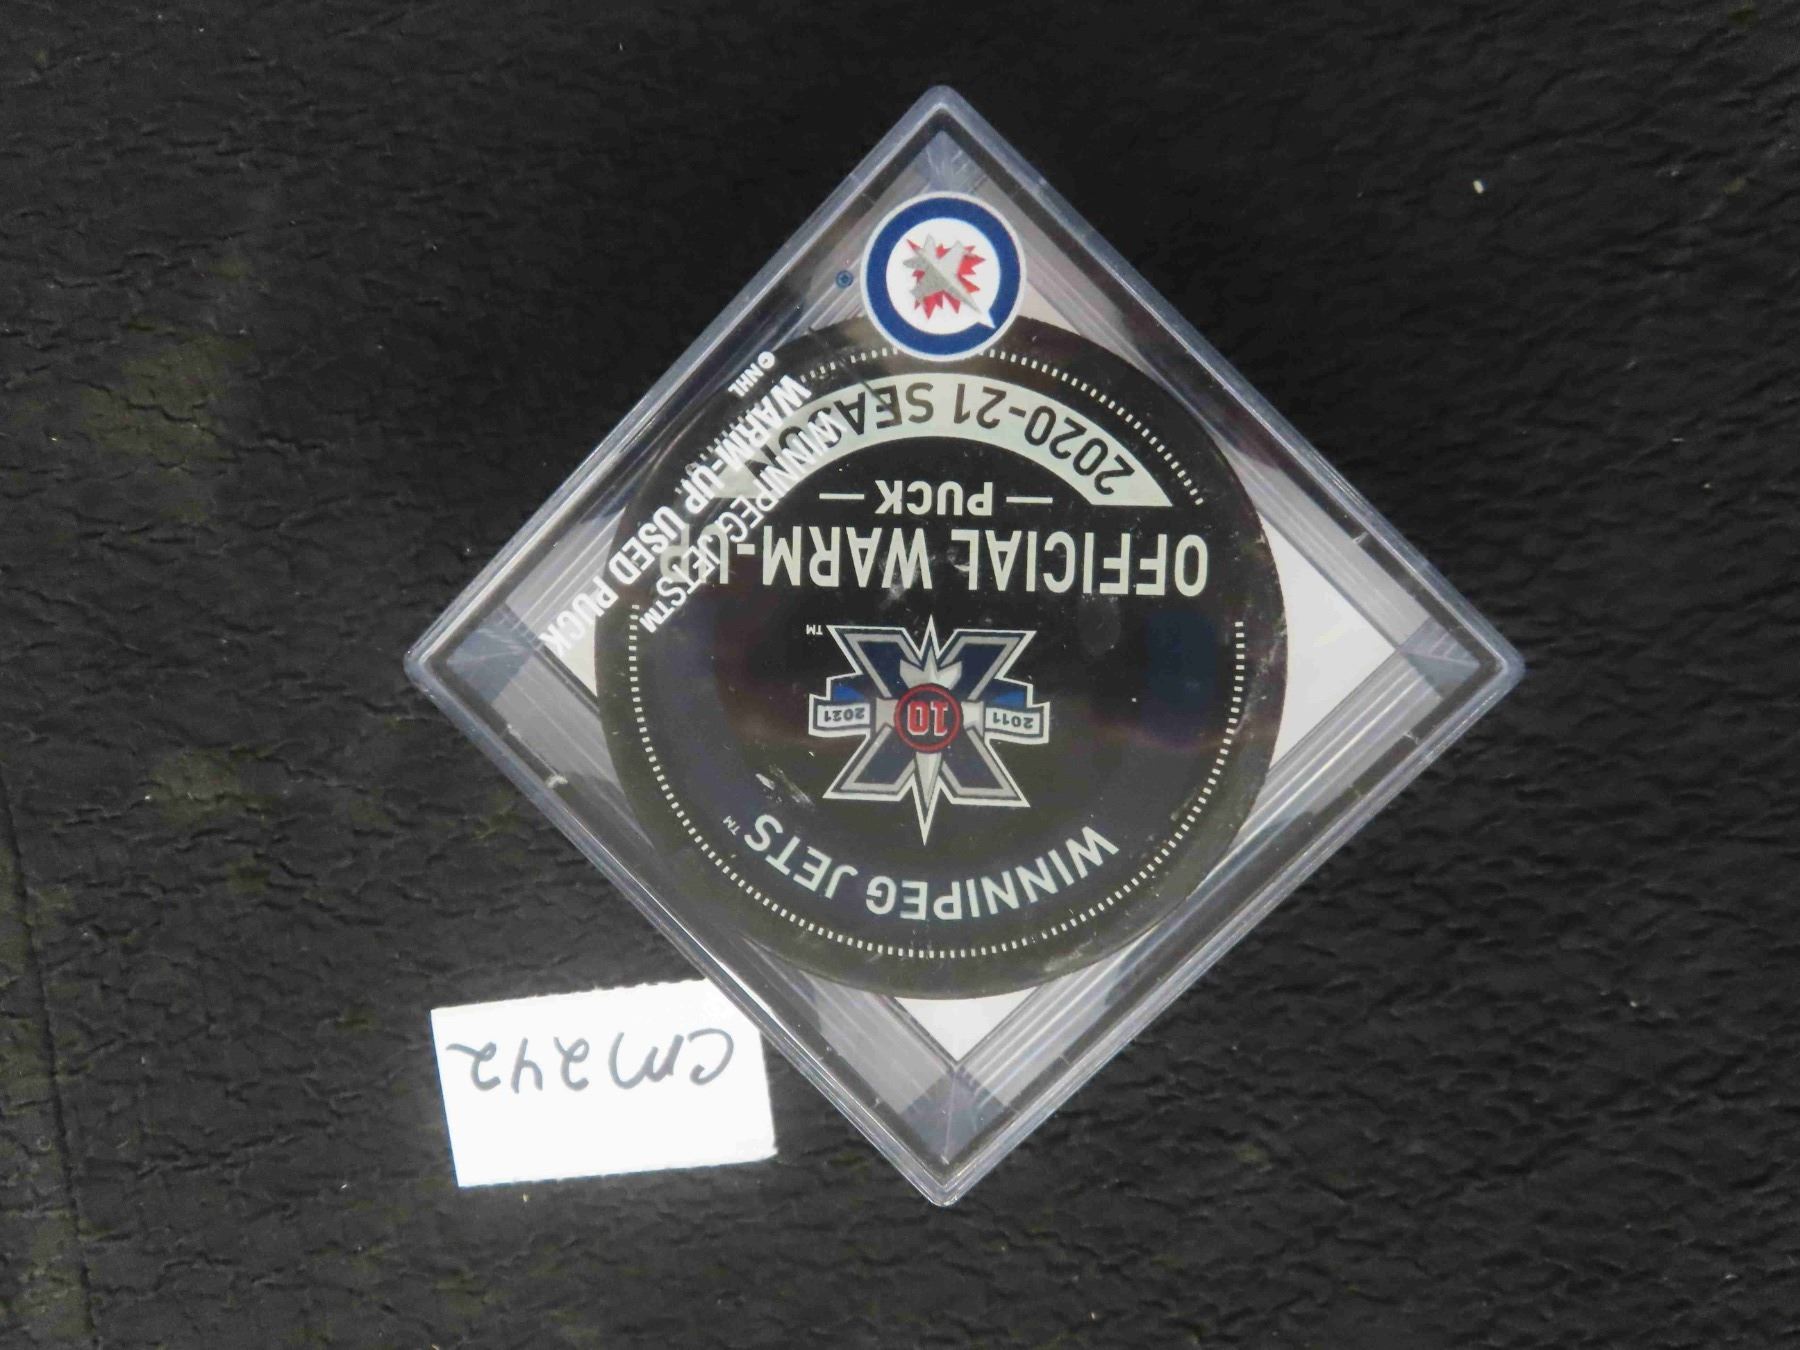 WINNIPEG JETS™
2011
10
2021
™
OFFICIAL WARM-UP
— PUCK —
2020-21 SEASON
WINNIPEG JETS™
WARM-UP, USED PUCK
© NHL
®
CM242